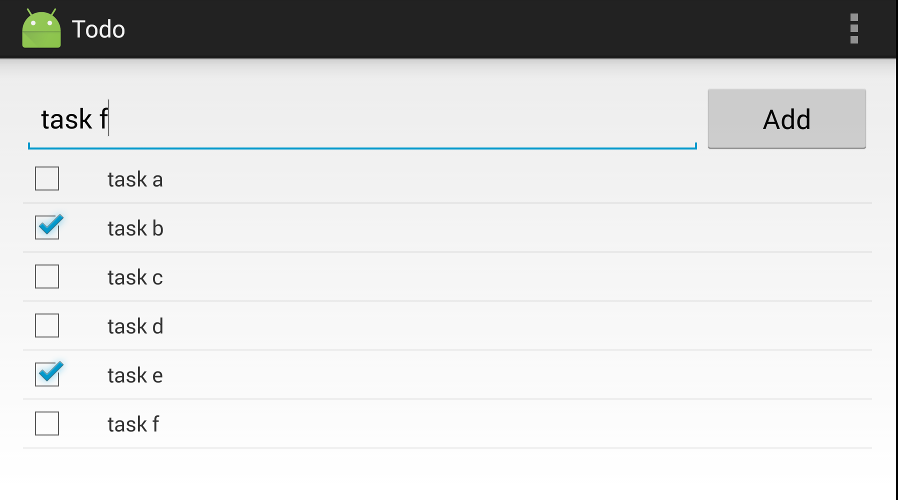 Todo
task f
Add
task a
task b
task c
task d
task e
task f